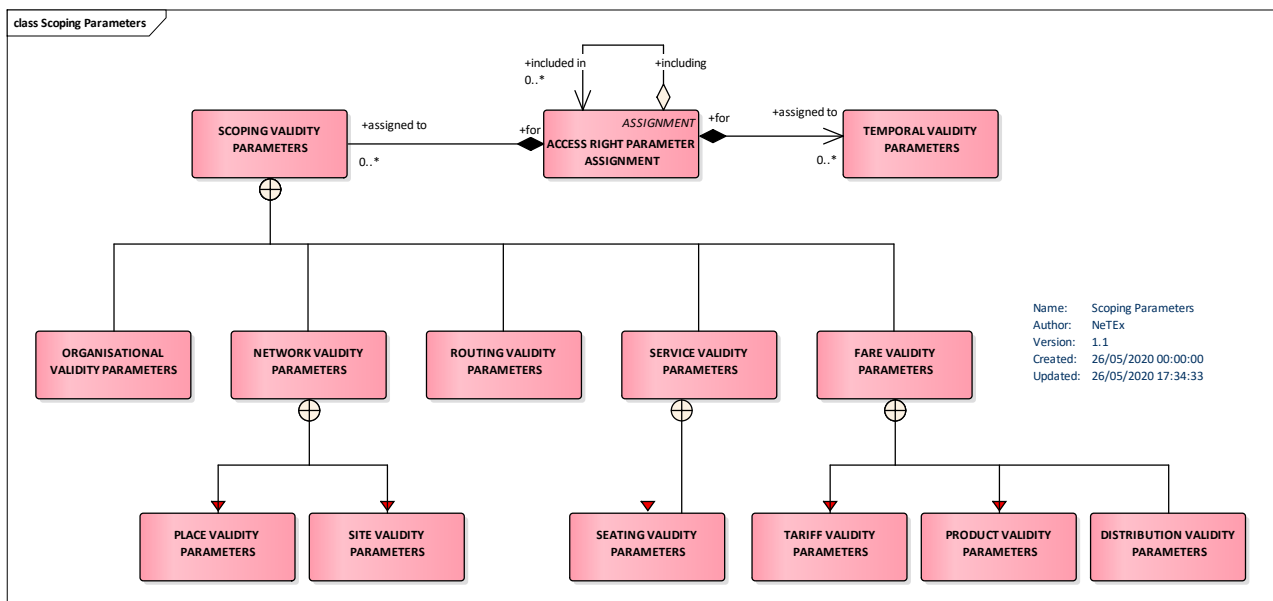 class Scoping Parameters
+included in
0..*
+including
SCOPING VALIDITY
PARAMETERS
+assigned to
0..*
+for
ASSIGNMENT
ACCESS RIGHT PARAMETER
ASSIGNMENT
+for
+assigned to
0..*
TEMPORAL VALIDITY
PARAMETERS
ORGANISATIONAL
VALIDITY PARAMETERS
NETWORK VALIDITY
PARAMETERS
ROUTING VALIDITY
PARAMETERS
SERVICE VALIDITY
PARAMETERS
FARE VALIDITY
PARAMETERS
Name: Scoping Parameters
Author: NeTEx
Version: 1.1
Created: 26/05/2020 00:00:00
Updated: 26/05/2020 17:34:33
PLACE VALIDITY
PARAMETERS
SITE VALIDITY
PARAMETERS
SEATING VALIDITY
PARAMETERS
TARIFF VALIDITY
PARAMETERS
PRODUCT VALIDITY
PARAMETERS
DISTRIBUTION VALIDITY
PARAMETERS